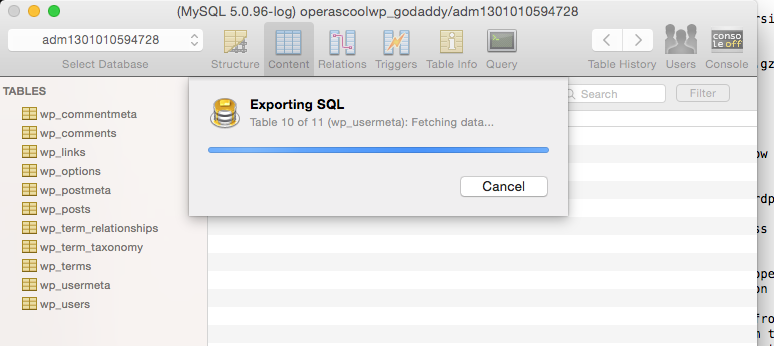 (MySQL 5.0.96-log) operascoolwp_godaddy/adm1301010594728
adm1301010594728
Select Database
Structure
Content
Relations
Triggers
Table Info
Query
Table History
Users
conso
le off
Console
TABLES
wp_commentmeta
wp_comments
wp_links
wp_options
wp_postmeta
wp_posts
wp_term_relationships
wp_term_taxonomy
wp_terms
wp_usermeta
wp_users
Search
Filter
Exporting SQL
Table 10 of 11 (wp_usermeta): Fetching data...
Cancel